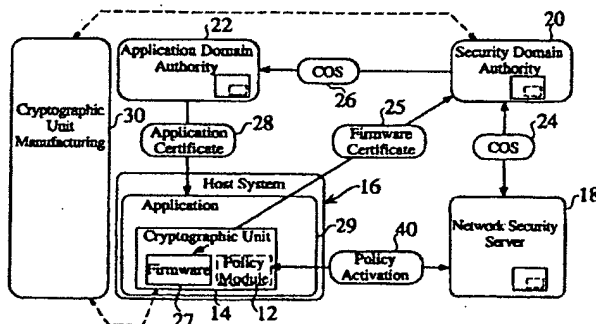 22
20
Application Domain
Authority
Security Domain
Authority
COS
26
25
Cryptographic
Unit
Manufacturing
30
Application
Certificate
28
Firmware
Certificate
COS
24
Host System
16
Application
29
18
Cryptographic Unit
40
Network Security
Server
Firmware
Policy
Module
Policy
Activation
27
14
12